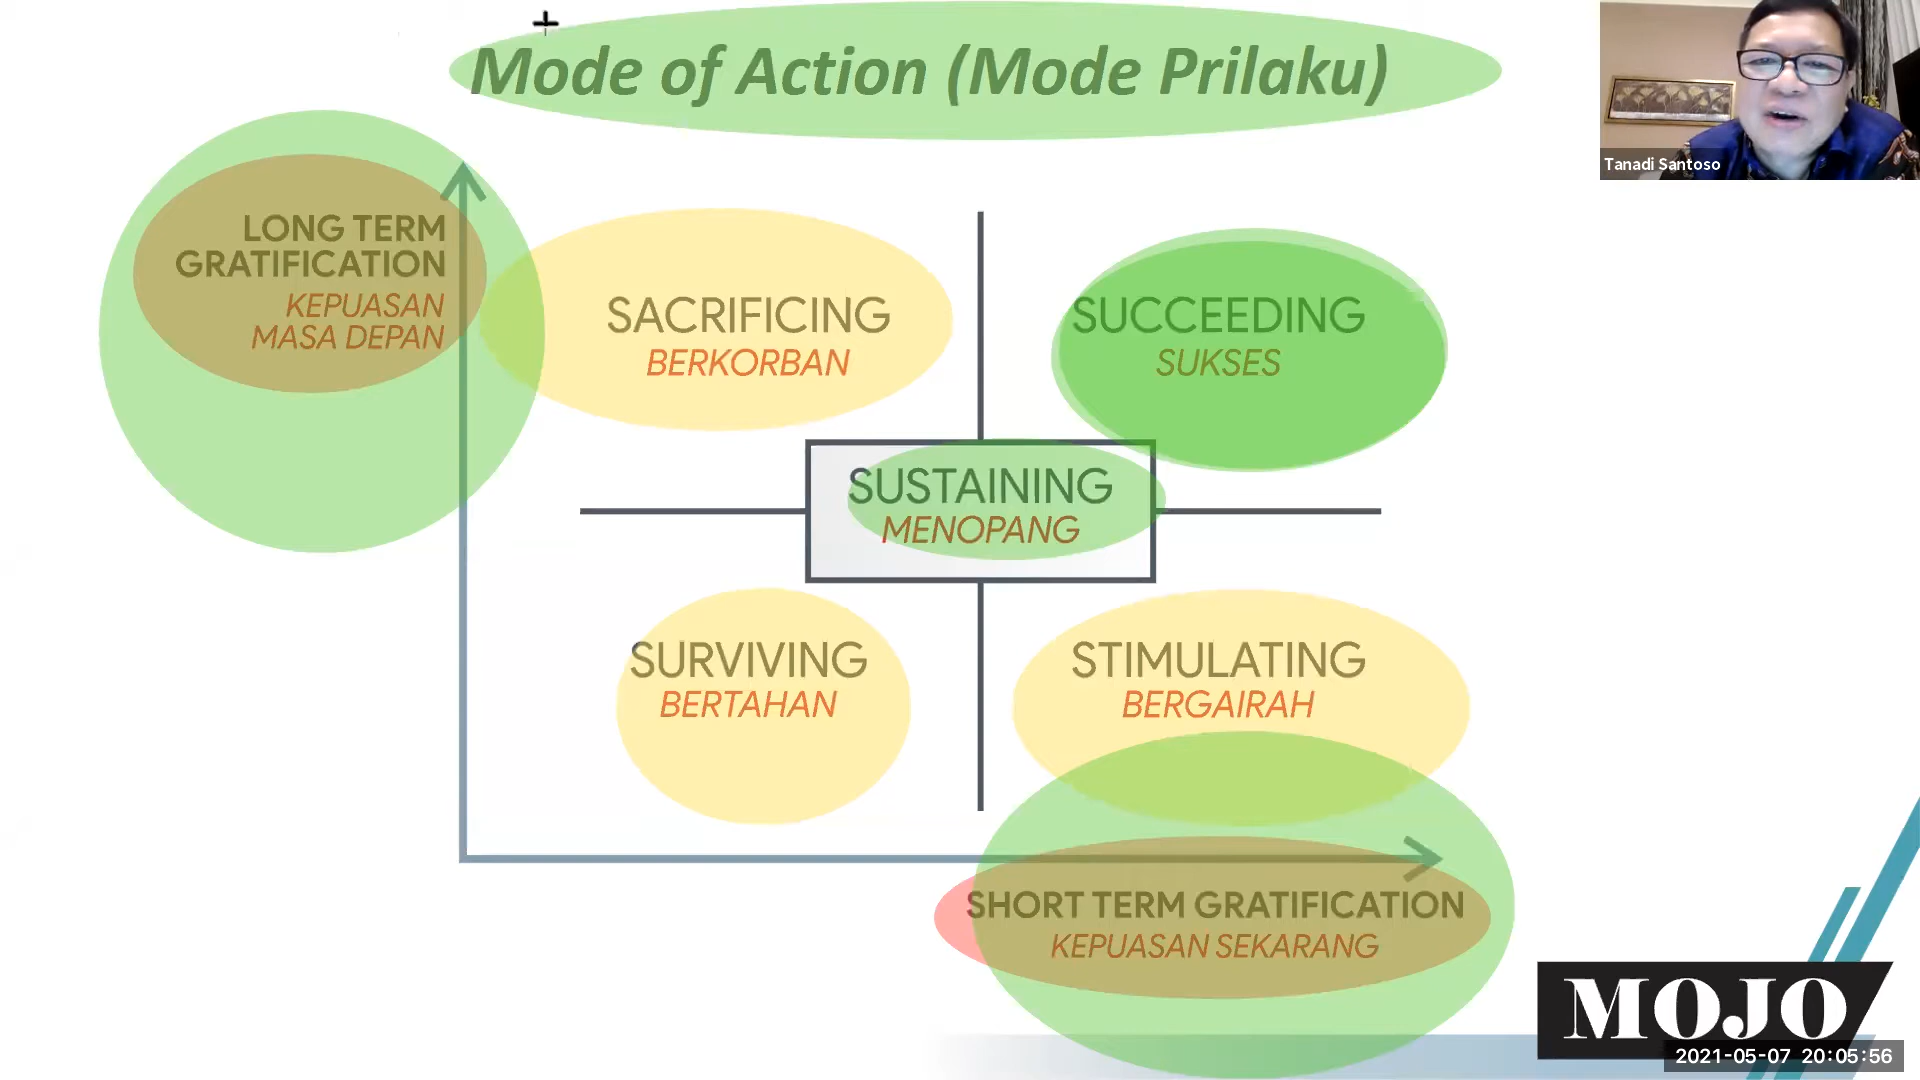 Mode of Action (Mode Prilaku)
Tanadi Santoso
LONG TERM
GRATIFICATION
KEPUASAN
MASA DEPAN
SACRIFICING
BERKORBAN
SUCCEEDING
SUKSES
SUSTAINING
MENOPANG
SURVIVING
BERTAHAN
STIMULATING
BERGAIRAH
SHORT TERM GRATIFICATION
KEPUASAN SEKARANG
MOJO
2021-05-07 20:05:56